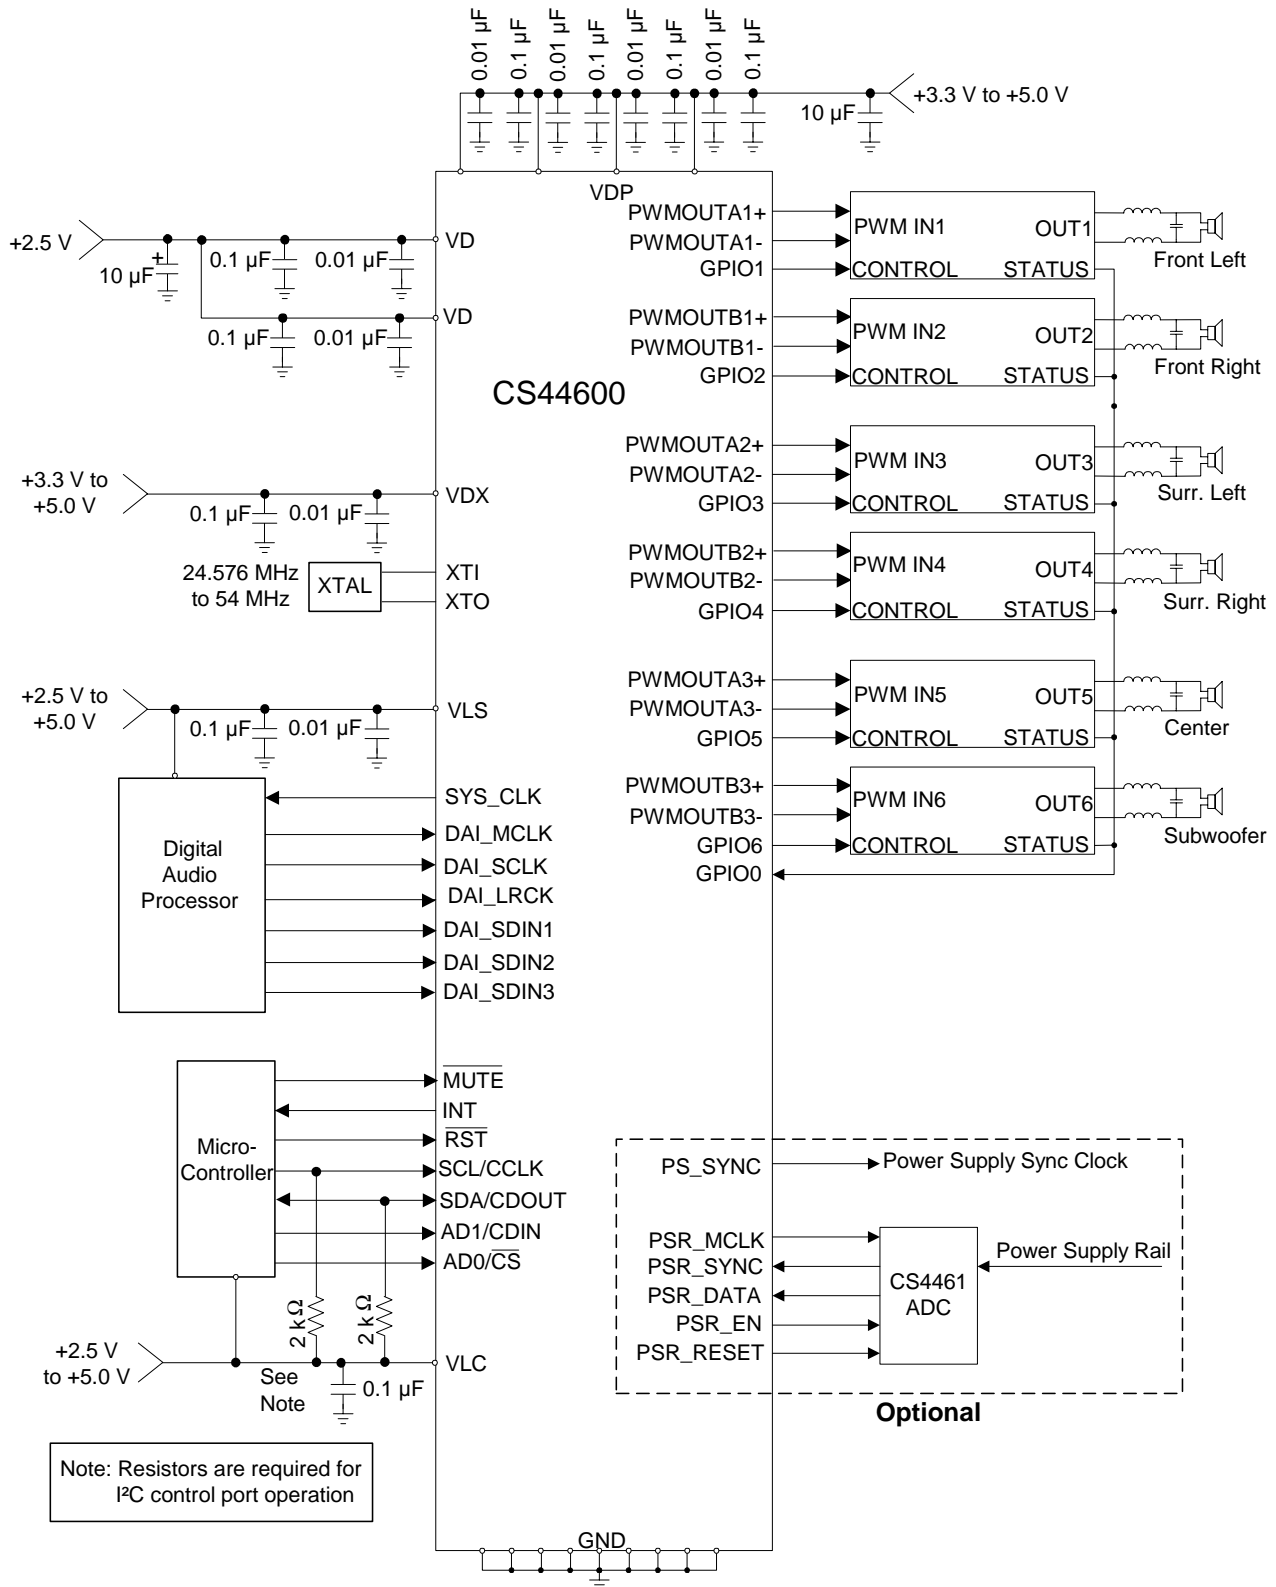 0.01 µF
0.1 µF
0.01 µF
0.1 µF
0.01 µF
0.1 µF
0.01 µF
0.1 µF
10 µF
+3.3 V to +5.0 V
VDP
+2.5 V
+
10 µF
0.1 µF
0.01 µF
VD
0.1 µF
0.01 µF
VD
CS44600
+3.3 V to
+5.0 V
0.1 µF
0.01 µF
VDX
24.576 MHz
to 54 MHz
XTAL
XTI
XTO
+2.5 V to
+5.0 V
0.1 µF
0.01 µF
VLS
Digital
Audio
Processor
SYS_CLK
DAI_MCLK
DAI_SCLK
DAI_LRCK
DAI_SDIN1
DAI_SDIN2
DAI_SDIN3
Micro-
Controller
MUTE
INT
RST
SCL/CCLK
SDA/CDOUT
AD1/CDIN
AD0/CS
2 kΩ
2 kΩ
+2.5 V
to +5.0 V
See
Note
0.1 µF
VLC
Note: Resistors are required for
I²C control port operation
PWMOUTA1+
PWMOUTA1-
GPIO1
PWM IN1
OUT1
CONTROL
STATUS
Front Left
PWMOUTB1+
PWMOUTB1-
GPIO2
PWM IN2
OUT2
CONTROL
STATUS
Front Right
PWMOUTA2+
PWMOUTA2-
GPIO3
PWM IN3
OUT3
CONTROL
STATUS
Surr. Left
PWMOUTB2+
PWMOUTB2-
GPIO4
PWM IN4
OUT4
CONTROL
STATUS
Surr. Right
PWMOUTA3+
PWMOUTA3-
GPIO5
PWM IN5
OUT5
CONTROL
STATUS
Center
PWMOUTB3+
PWMOUTB3-
GPIO6
PWM IN6
OUT6
CONTROL
STATUS
Subwoofer
GPIO0
PS_SYNC
Power Supply Sync Clock
PSR_MCLK
PSR_SYNC
PSR_DATA
PSR_EN
PSR_RESET
CS4461
ADC
Power Supply Rail
Optional
GND